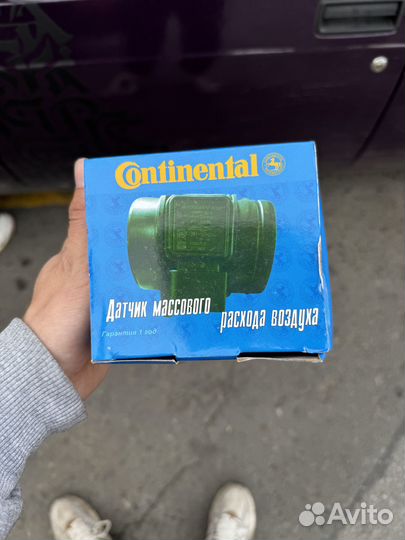 Continental
Датчик массового
расхода воздуха
Гарантия 1 год
Avito